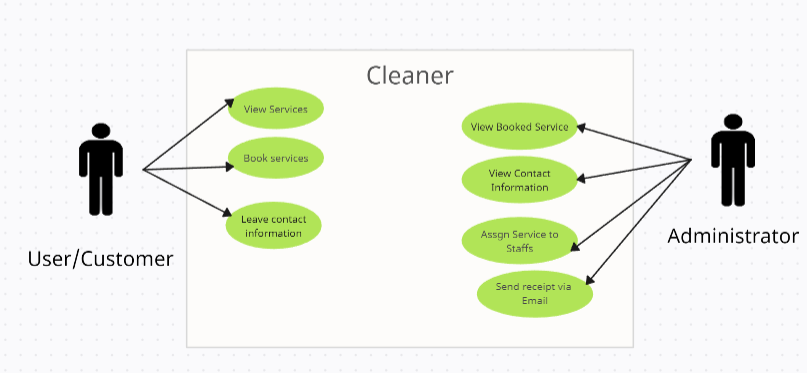 Cleaner
View Services
Book services
Leave contact
information
User/Customer
View Booked Service
View Contact
Information
Assgn Service to
Staffs
Send receipt via
Email
Administrator